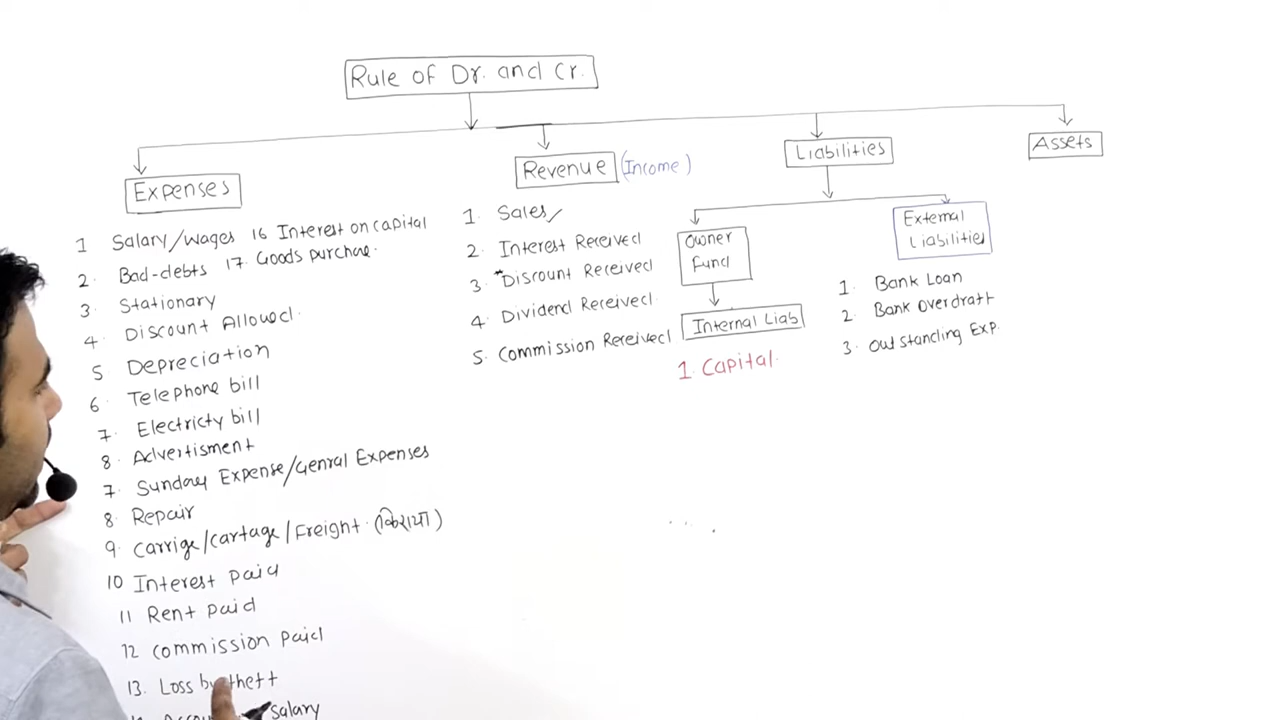 Rule of Dr. and Cr.
Expenses
Revenue (Income)
Liabilities
Assets
1 Salary/wages
2. Bad-debts
3. Stationary
4. Discount Allowed.
5 Depreciation
6. Telephone bill
7. Electricty bill
8. Advertisment
7. Sunday Expense/Genral Expenses
8. Repair
9. Carrige/cartage/Freight. (किराया)
10 Interest paid
11 Rent paid
12 Commission paid
13. Loss by theft
salary
16 Interest on capital
17. Goods purchase.
1. Sales/
2. Interest Received
3. Discount Received
4. Dividend Received.
5. Commission Received
Owner
Fund
Internal Liab
1. Capital.
External
Liabilities
1. Bank Loan
2. Bank Overdraft
3. Outstanding Exp.